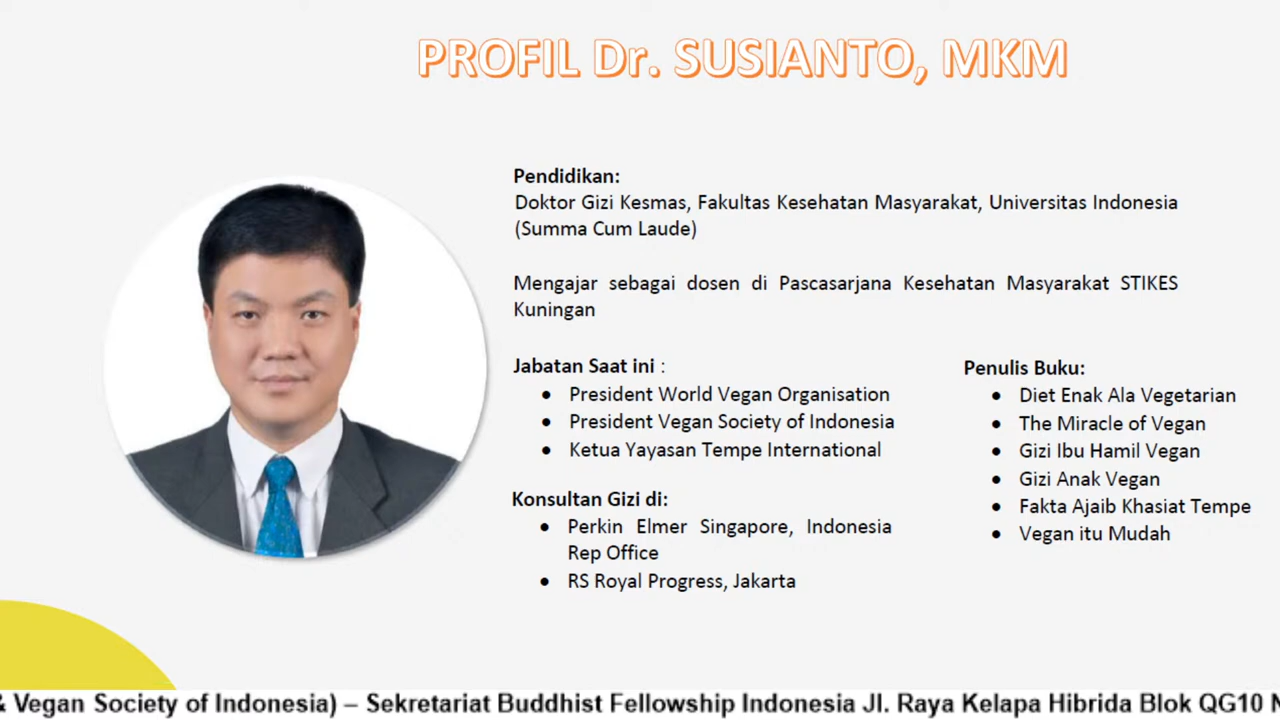 PROFIL Dr. SUSIANTO, MKM
Pendidikan:
Doktor Gizi Kesmas, Fakultas Kesehatan Masyarakat, Universitas Indonesia
(Summa Cum Laude)
Mengajar sebagai dosen di Pascasarjana Kesehatan Masyarakat STIKES
Kuningan
Jabatan Saat ini :
• President World Vegan Organisation
• President Vegan Society of Indonesia
• Ketua Yayasan Tempe International
Konsultan Gizi di:
• Perkin Elmer Singapore, Indonesia
Rep Office
• RS Royal Progress, Jakarta
Penulis Buku:
• Diet Enak Ala Vegetarian
• The Miracle of Vegan
• Gizi Ibu Hamil Vegan
• Gizi Anak Vegan
• Fakta Ajaib Khasiat Tempe
• Vegan itu Mudah
& Vegan Society of Indonesia) – Sekretariat Buddhist Fellowship Indonesia Jl. Raya Kelapa Hibrida Blok QG10 N